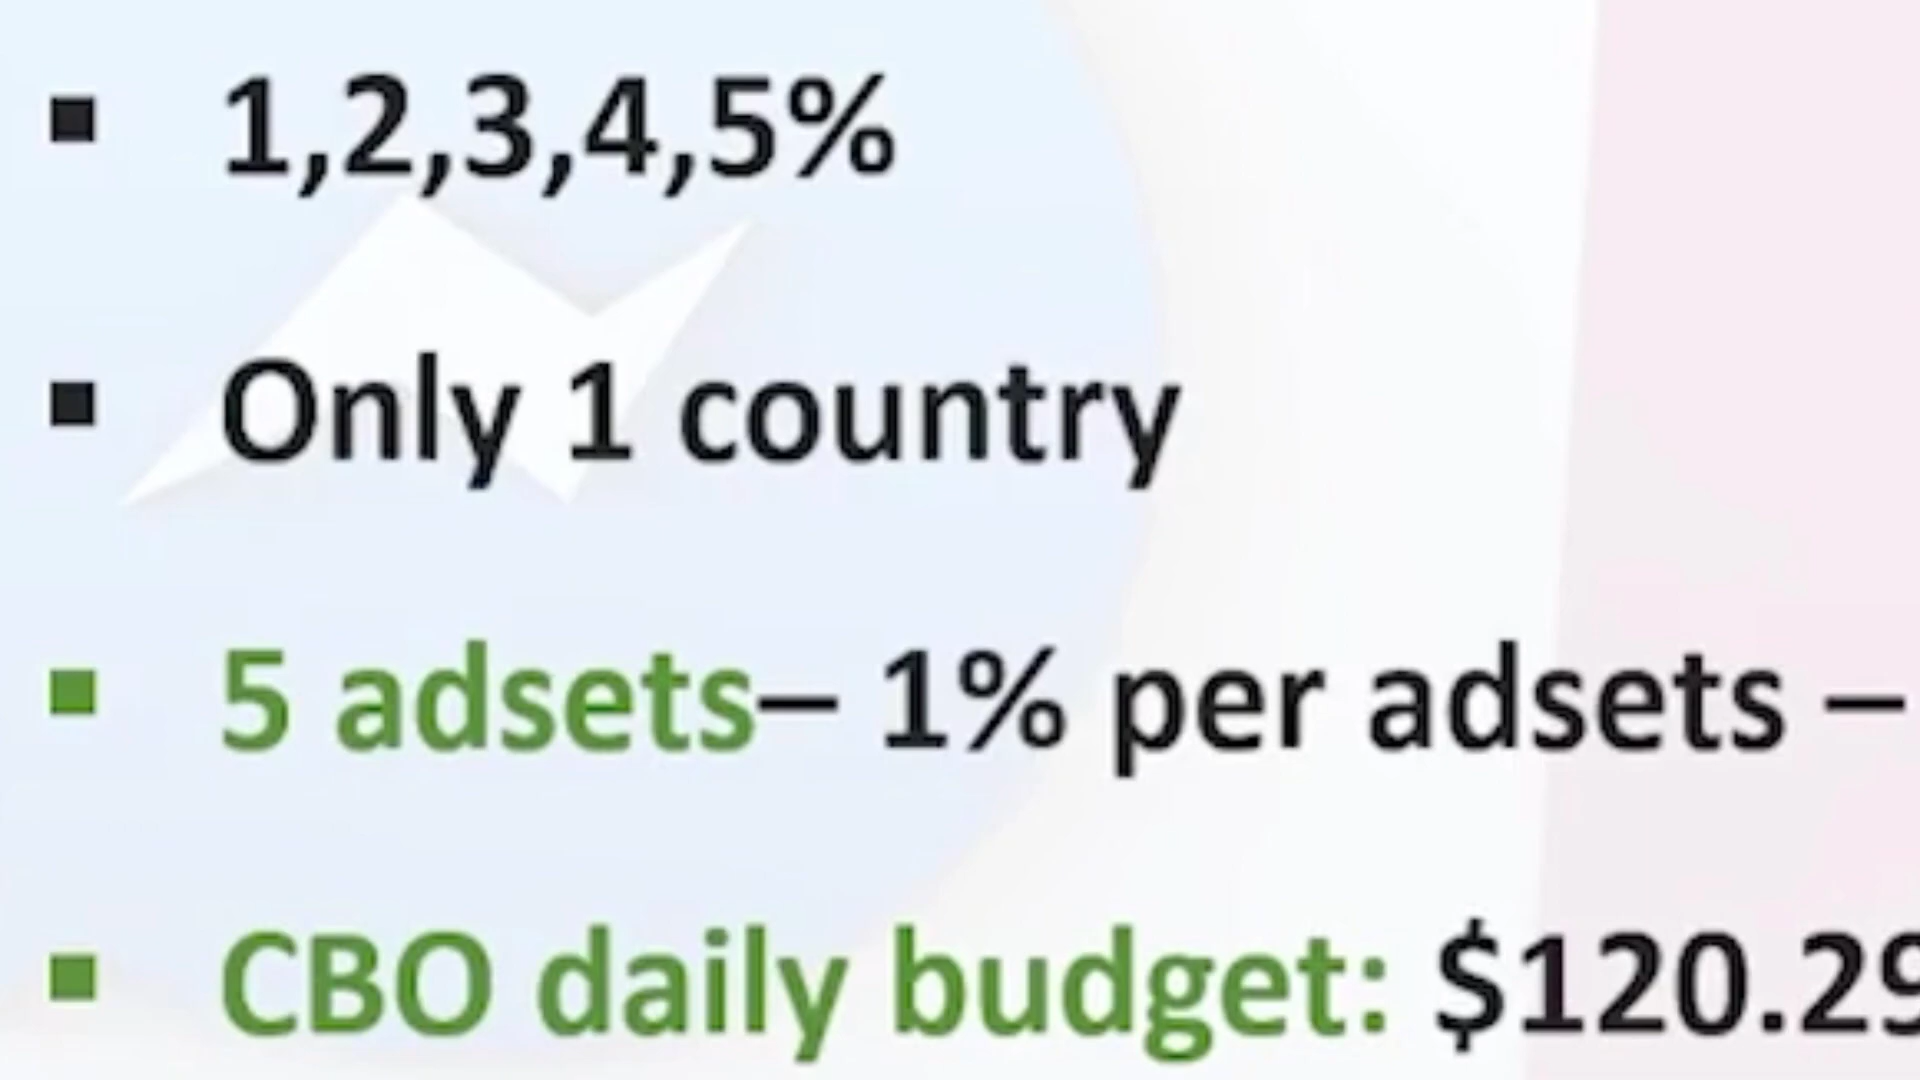 ▪ 1,2,3,4,5%
▪ Only 1 country
▪ 5 adsets– 1% per adsets –
▪ CBO daily budget: $120.29